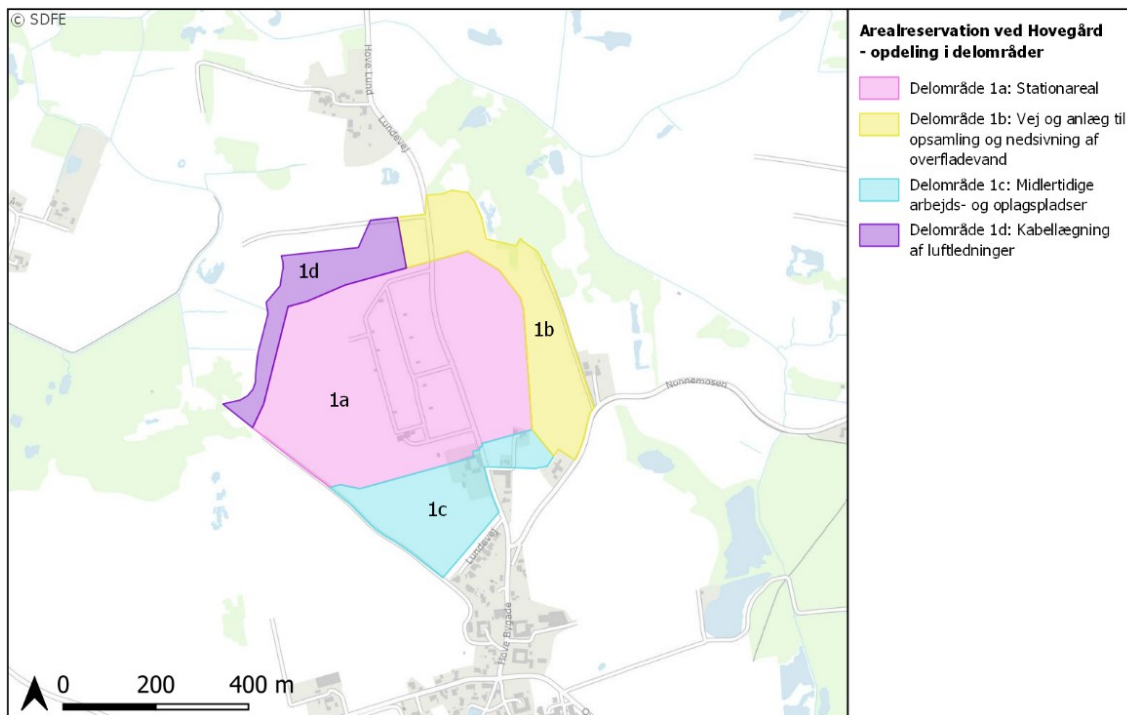 © SDFE
Hove Lund
Lundevej
1d
1b
1a
Nonnemosen
1c
Lundevej
Hove Bygade
0 200 400 m
Arealreservation ved Hovegård
- opdeling i delområder
Delområde 1a: Stationareal
Delområde 1b: Vej og anlæg til
opsamling og nedsivning af
overfladevand
Delområde 1c: Midlertidige
arbejds- og oplagspladser
Delområde 1d: Kabellægning
af luftledninger